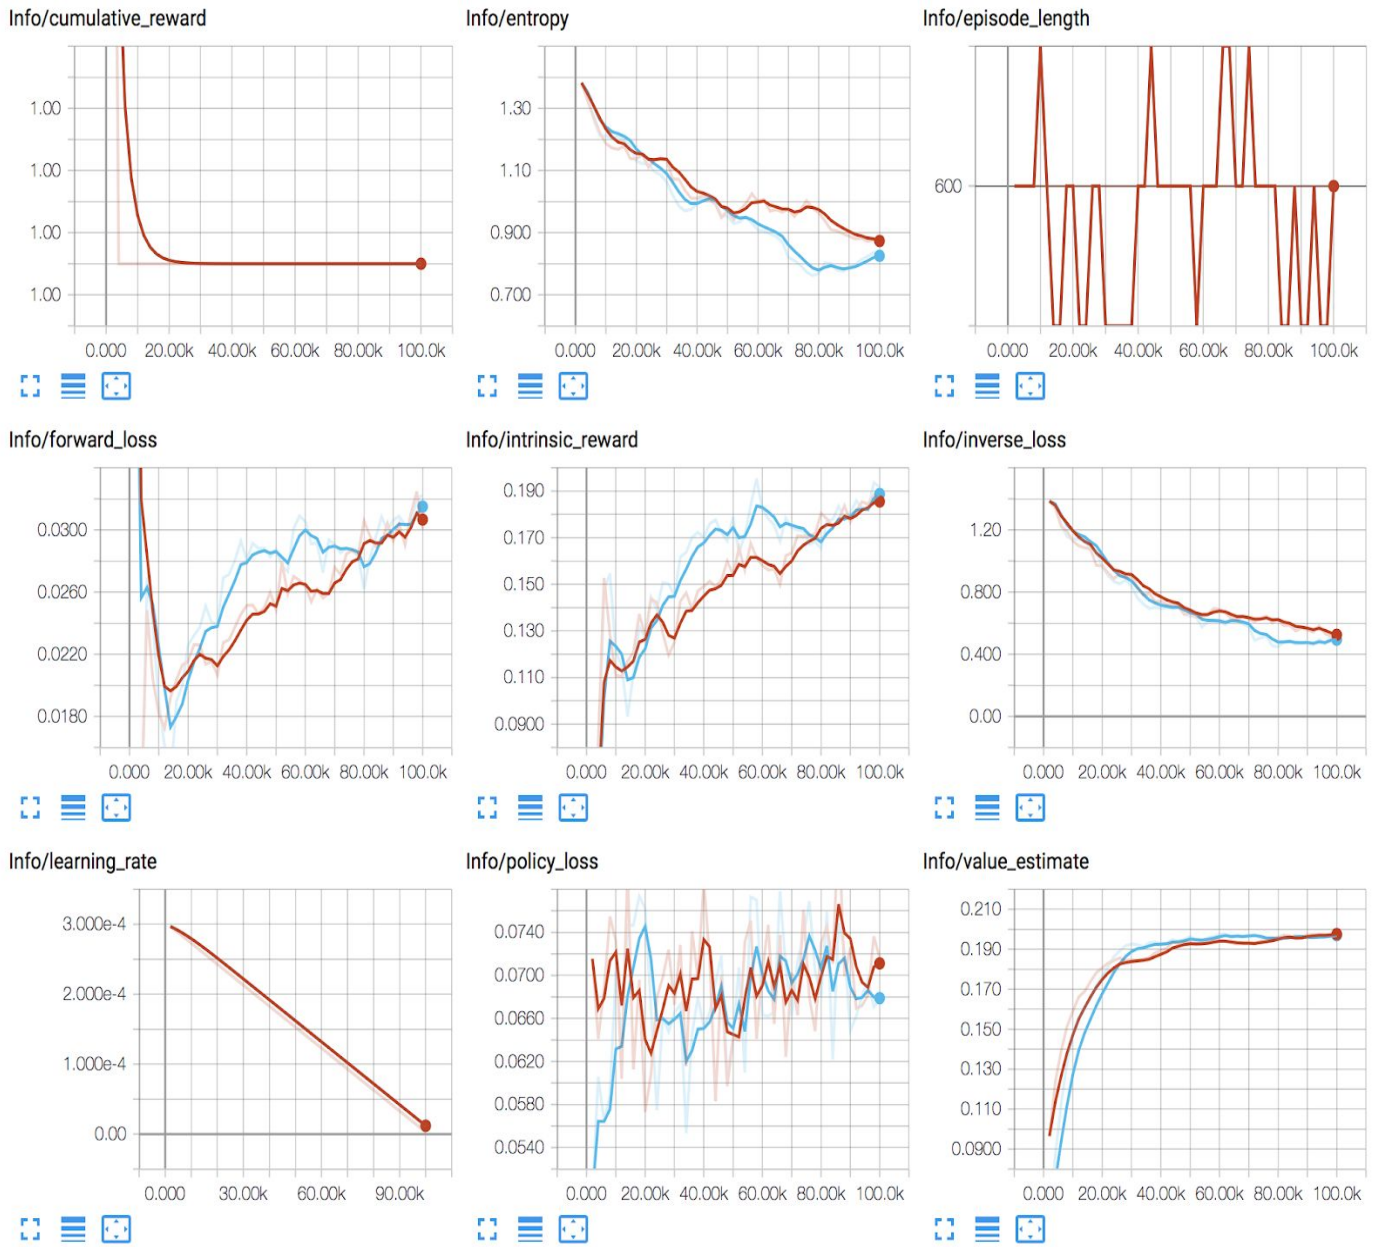 Info/cumulative_reward
1.00
1.00
1.00
1.00
0.000 20.00k 40.00k 60.00k 80.00k 100.0k
Info/entropy
1.30
1.10
0.900
0.700
0.000 20.00k 40.00k 60.00k 80.00k 100.0k
Info/episode_length
600
0.000 20.00k 40.00k 60.00k 80.00k 100.0k
Info/forward_loss
0.0300
0.0260
0.0220
0.0180
0.000 20.00k 40.00k 60.00k 80.00k 100.0k
Info/intrinsic_reward
0.190
0.170
0.150
0.130
0.110
0.0900
0.000 20.00k 40.00k 60.00k 80.00k 100.0k
Info/inverse_loss
1.20
0.800
0.400
0.00
0.000 20.00k 40.00k 60.00k 80.00k 100.0k
Info/learning_rate
3.000e-4
2.000e-4
1.000e-4
0.00
0.000 30.00k 60.00k 90.00k
Info/policy_loss
0.0740
0.0700
0.0660
0.0620
0.0580
0.0540
0.000 20.00k 40.00k 60.00k 80.00k 100.0k
Info/value_estimate
0.210
0.190
0.170
0.150
0.130
0.110
0.0900
0.000 20.00k 40.00k 60.00k 80.00k 100.0k